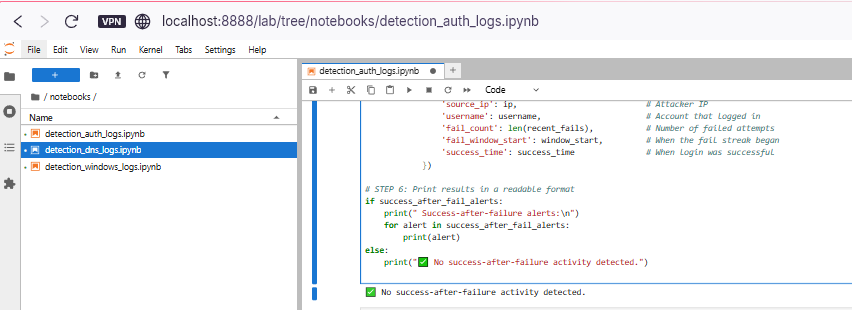 VPN localhost:8888/lab/tree/notebooks/detection_auth_logs.ipynb
File Edit View Run Kernel Tabs Settings Help
+
/ notebooks /
Name
detection_auth_logs.ipynb
detection_dns_logs.ipynb
detection_windows_logs.ipynb
detection_auth_logs.ipynb
Code
'source_ip': ip, # Attacker IP
'username': username, # Account that logged in
'fail_count': len(recent_fails), # Number of failed attempts
'fail_window_start': window_start, # When the fail streak began
'success_time': success_time # When login was successful
})
# STEP 6: Print results in a readable format
if success_after_fail_alerts:
print(" Success-after-failure alerts:\n")
for alert in success_after_fail_alerts:
print(alert)
else:
print("✅ No success-after-failure activity detected.")
✅ No success-after-failure activity detected.